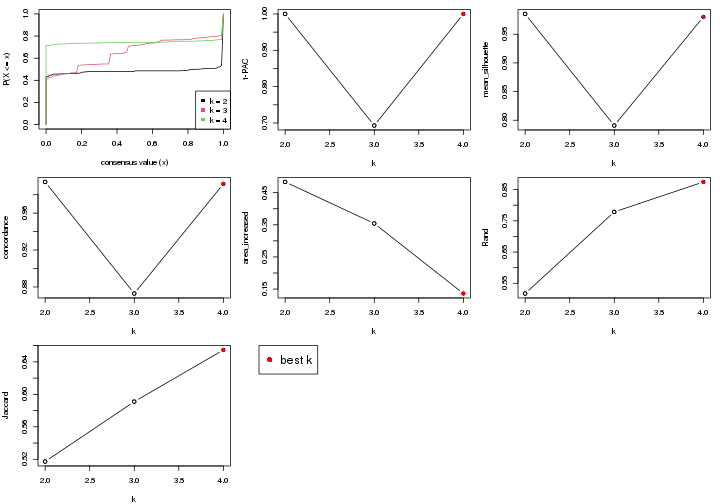 P(X <= x)
0.0 0.2 0.4 0.6 0.8 1.0
k = 2
k = 3
k = 4
0.0 0.2 0.4 0.6 0.8 1.0
consensus value (x)
1-PAC
0.70 0.80 0.90 1.00
2.0 2.5 3.0 3.5 4.0
k
mean_silhouette
0.80 0.85 0.90 0.95
2.0 2.5 3.0 3.5 4.0
k
concordance
0.88 0.92 0.96
2.0 2.5 3.0 3.5 4.0
k
area_increased
0.15 0.25 0.35 0.45
2.0 2.5 3.0 3.5 4.0
k
Rand
0.55 0.65 0.75 0.85
2.0 2.5 3.0 3.5 4.0
k
Jaccard
0.52 0.56 0.60 0.64
2.0 2.5 3.0 3.5 4.0
k
best k